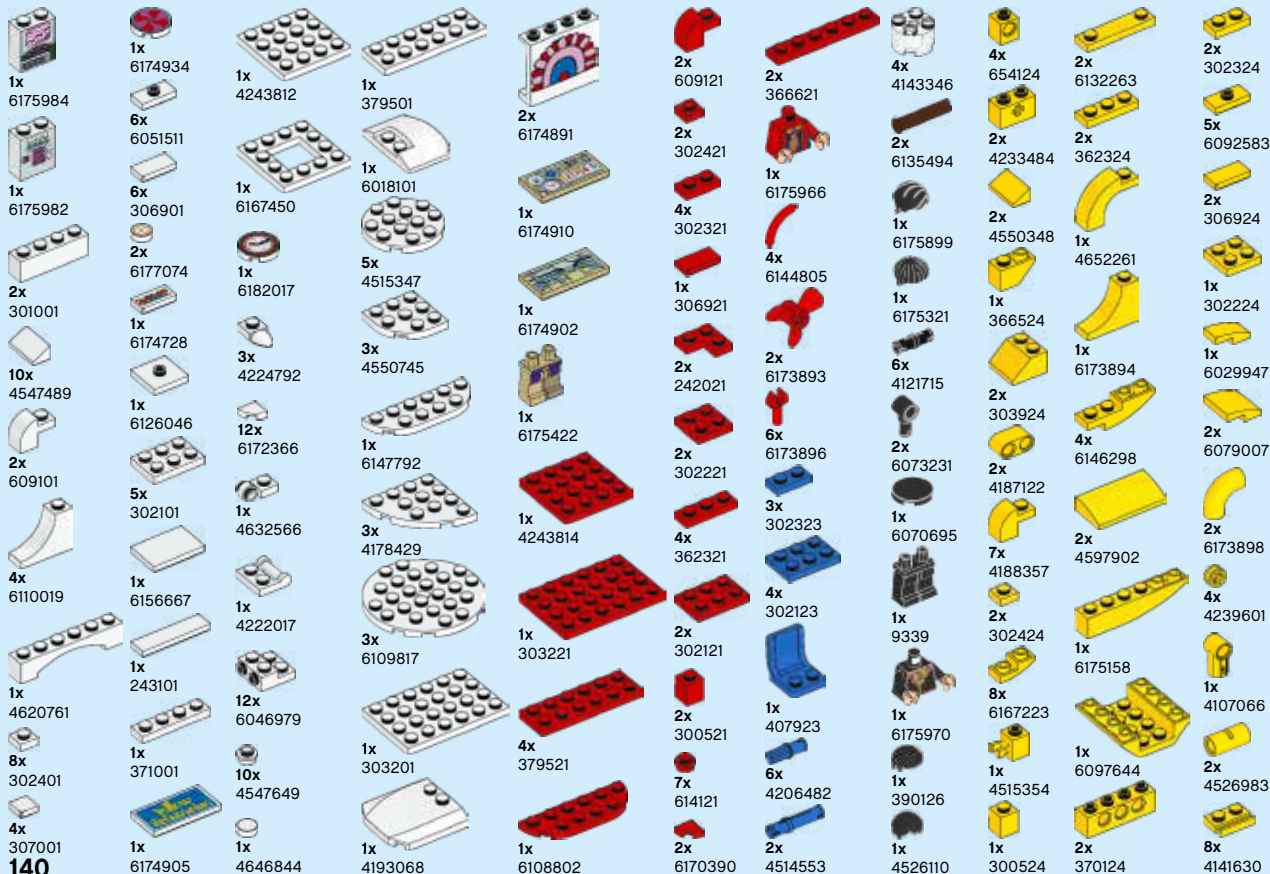 1x
6175984
1x
6175982
2x
301001
10x
4547489
2x
609101
4x
6110019
1x
4620761
8x
302401
4x
307001
140
1x
6174934
6x
6051511
6x
306901
2x
6177074
1x
6174728
1x
6126046
5x
302101
1x
6156667
1x
243101
1x
371001
1x
6174905
1x
4243812
1x
6167450
1x
6182017
3x
4224792
12x
6172366
1x
4632566
1x
4222017
12x
6046979
10x
4547649
1x
4646844
1x
379501
1x
6018101
5x
4515347
3x
4550745
1x
6147792
3x
4178429
3x
6109817
1x
303201
1x
4193068
2x
6174891
1x
6174910
1x
6174902
1x
6175422
1x
4243814
1x
303221
4x
379521
1x
6108802
2x
609121
2x
302421
4x
302321
1x
306921
2x
242021
2x
302221
4x
362321
2x
302121
2x
300521
7x
614121
2x
6170390
2x
366621
1x
6175966
4x
6144805
2x
6173893
6x
6173896
3x
302323
4x
302123
1x
407923
6x
4206482
2x
4514553
4x
4143346
2x
6135494
1x
6175899
1x
6175321
6x
4121715
2x
6073231
1x
6070695
1x
9339
1x
6175970
1x
390126
1x
4526110
4x
654124
2x
4233484
2x
4550348
1x
366524
2x
303924
2x
4187122
7x
4188357
2x
302424
8x
6167223
1x
4515354
1x
300524
2x
6132263
2x
362324
1x
4652261
1x
6173894
4x
6146298
2x
4597902
1x
6175158
1x
6097644
2x
370124
2x
302324
5x
6092583
2x
306924
1x
302224
1x
6029947
2x
6079007
2x
6173898
4x
4239601
1x
4107066
2x
4526983
8x
4141630